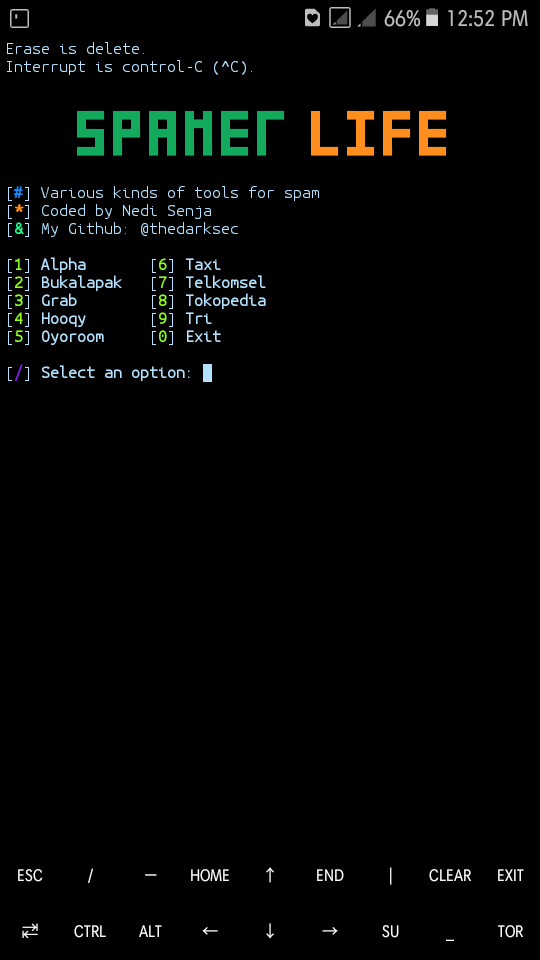 66% 12:52 PM
Erase is delete.
Interrupt is control-C (^C).
SPAMER LIFE
[#] Various kinds of tools for spam
[*] Coded by Nedi Senja
[&] My Github: @thedarksec
[1] Alpha [6] Taxi
[2] Bukalapak [7] Telkomsel
[3] Grab [8] Tokopedia
[4] Hooqy [9] Tri
[5] Oyoroom [0] Exit
[/] Select an option:
ESC / — HOME ↑ END | CLEAR EXIT
⇄ CTRL ALT ← ↓ → SU _ TOR